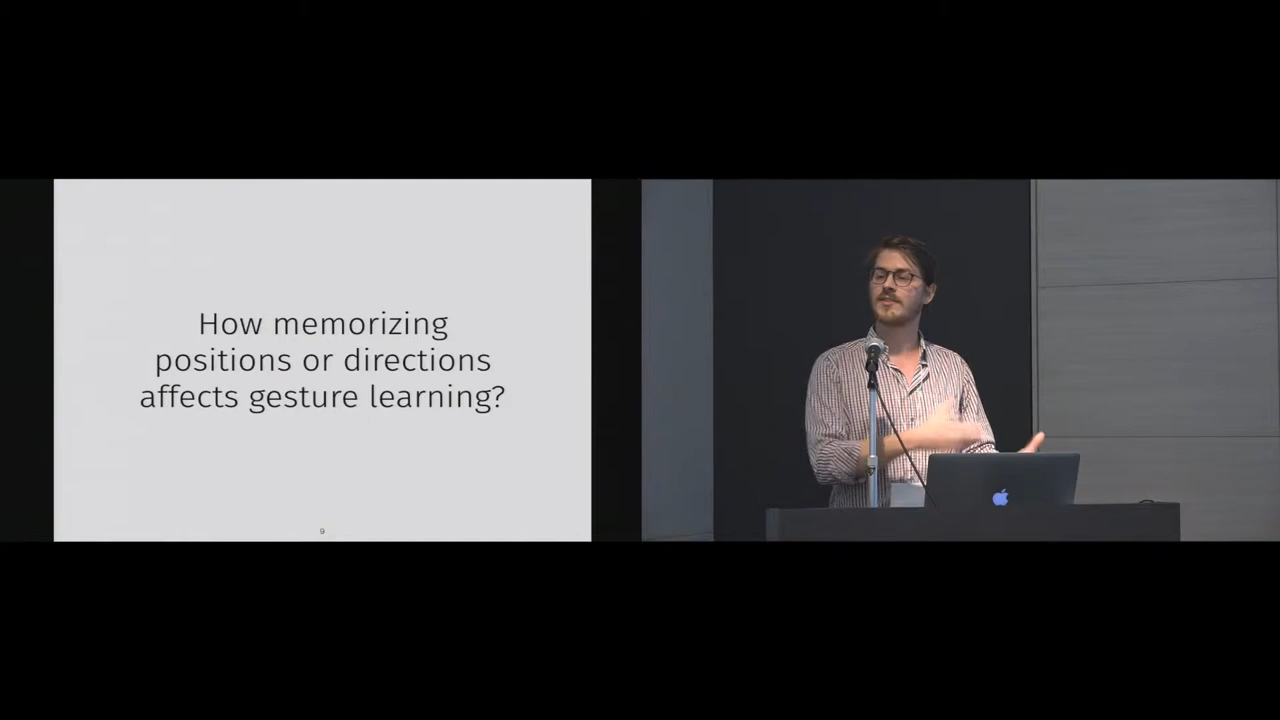 How memorizing
positions or directions
affects gesture learning?
9